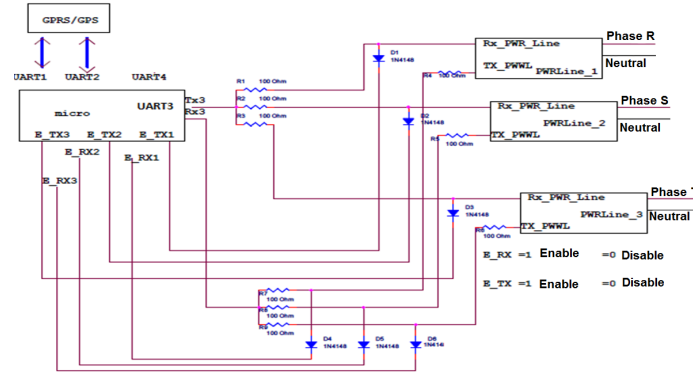 GPRS/GPS
UART1 UART2 UART4
micro UART3
Tx3
Rx3
E_TX3 E_TX2 E_TX1
E_RX2
E_RX1
E_RX3
R1
100 Ohm
R2
100 Ohm
R3
100 Ohm
D1
1N4148
Rx_PWR_Line
Phase R
TX_PWWL
PWRLine_1
Neutral
R4
100 Ohm
D2
1N4148
Rx_PWR_Line
Phase S
PWRLine_2
Neutral
TX_PWWL
R5
100 Ohm
Rx_PWR_Line
Phase T
PWRLine_3
Neutral
TX_PWWL
D3
1N4148
R6
100 Ohm
E_RX =1 Enable =0 Disable
E_TX =1 Enable =0 Disable
R7
100 Ohm
R8
100 Ohm
R9
100 Ohm
D4
1N4148
D5
1N4148
D6
1N414